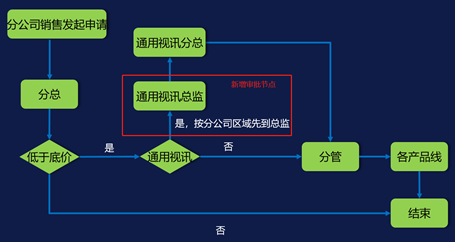 分公司销售发起申请
通用视讯分总
分总
新增审批节点
通用视讯总监
是，按分公司区域先到总监
低于底价
是
通用视讯
否
分管
各产品线
结束
否